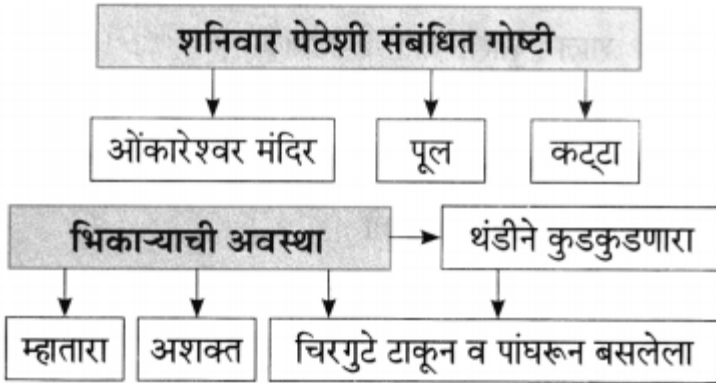 शनिवार पेठेशी संबंधित गोष्टी
ओंकारेश्वर मंदिर पूल कट्टा
भिकाऱ्याची अवस्था थंडीने कुडकुडणारा
म्हातारा अशक्त चिरगुटे टाकून व पांघरून बसलेला